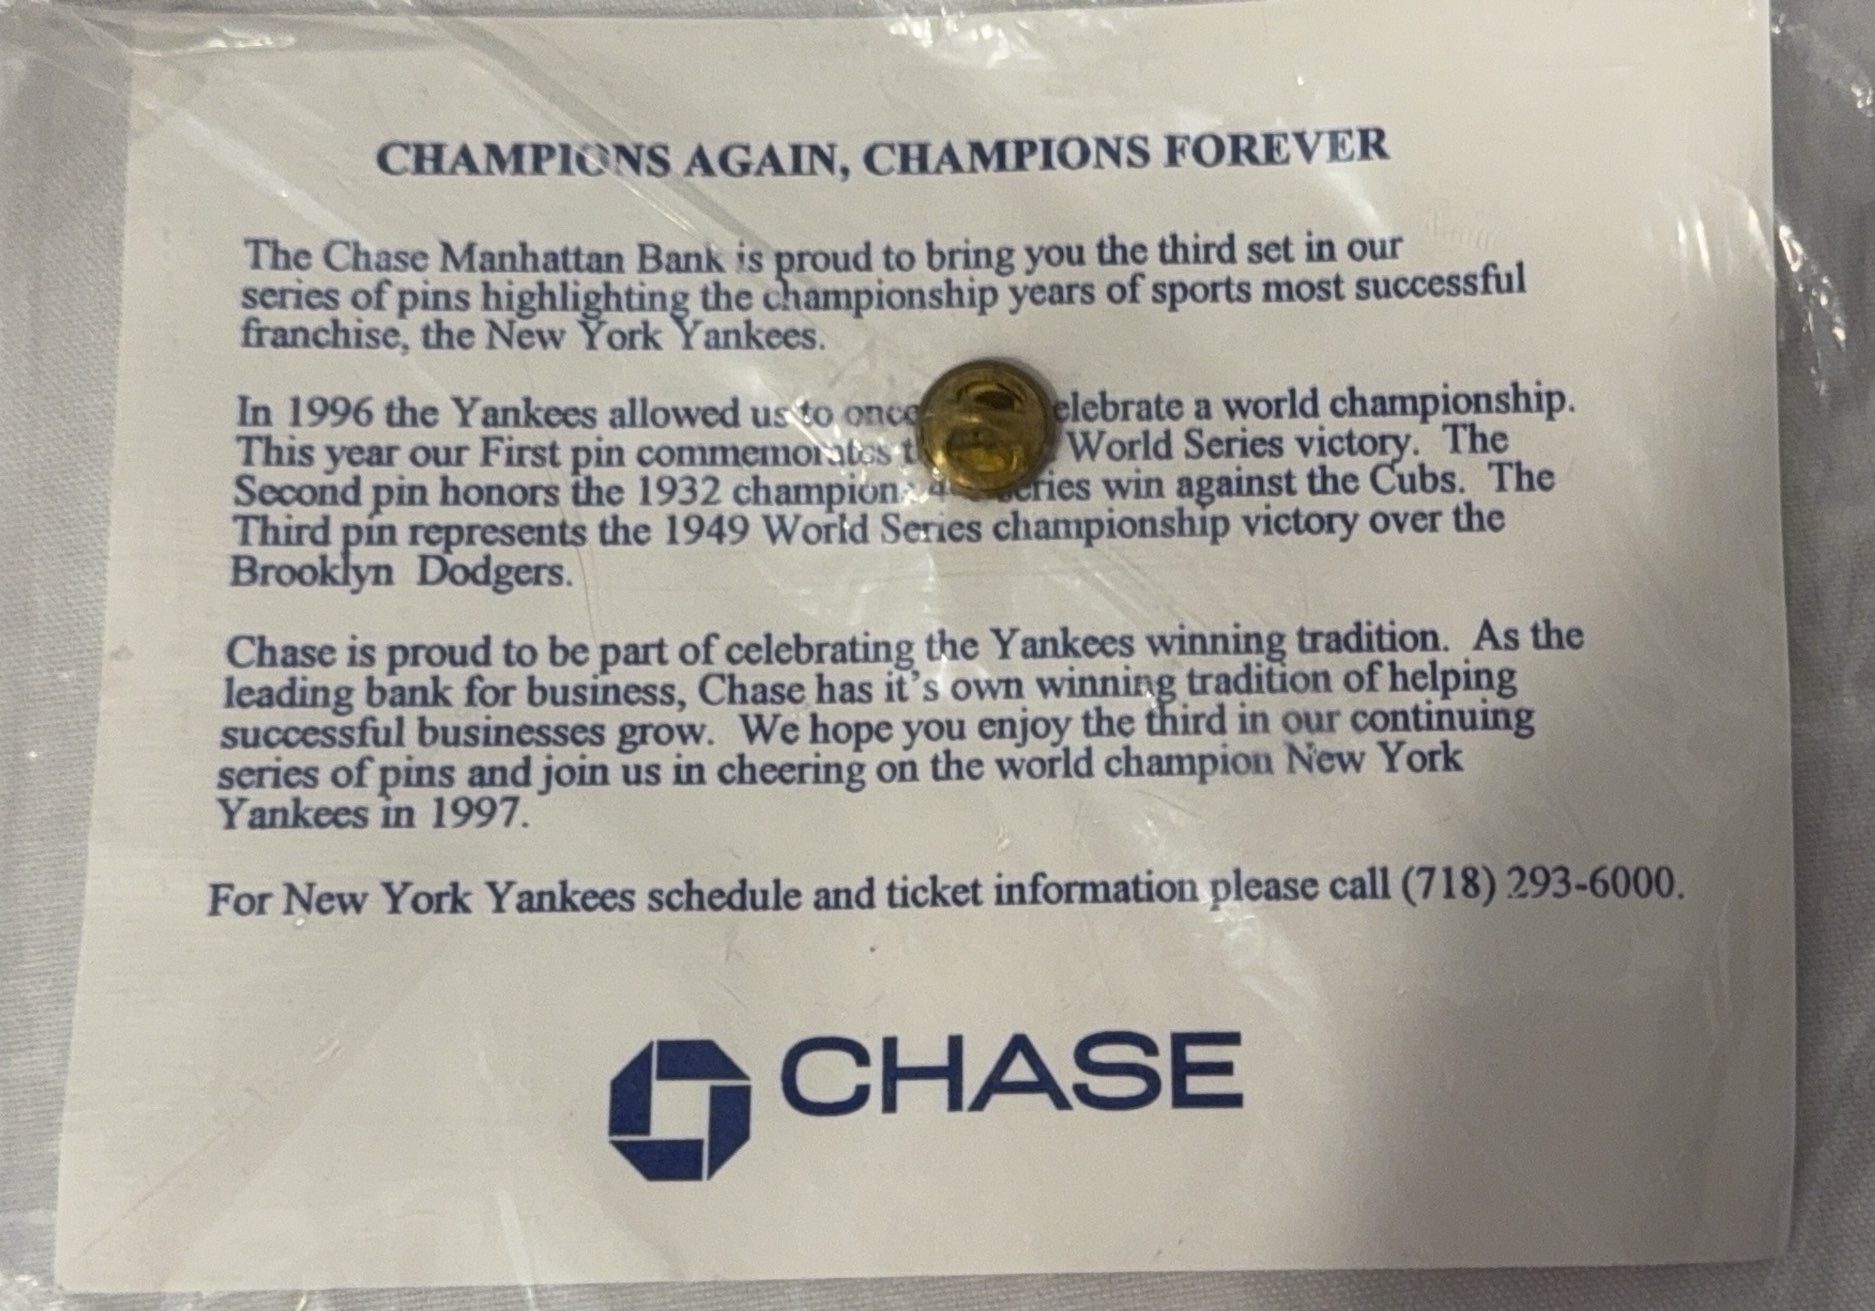 CHAMPIONS AGAIN, CHAMPIONS FOREVER
The Chase Manhattan Bank is proud to bring you the third set in our
series of pins highlighting the championship years of sports most successful
franchise, the New York Yankees.
In 1996 the Yankees allowed us to once elebrate a world championship.
This year our First pin commemorates World Series victory. The
Second pin honors the 1932 champion win against the Cubs. The
Third pin represents the 1949 World Series championship victory over the
Brooklyn Dodgers.
Chase is proud to be part of celebrating the Yankees winning tradition. As the
leading bank for business, Chase has it's own winning tradition of helping
successful businesses grow. We hope you enjoy the third in our continuing
series of pins and join us in cheering on the world champion New York
Yankees in 1997.
For New York Yankees schedule and ticket information please call (718) 293-6000.
CHASE